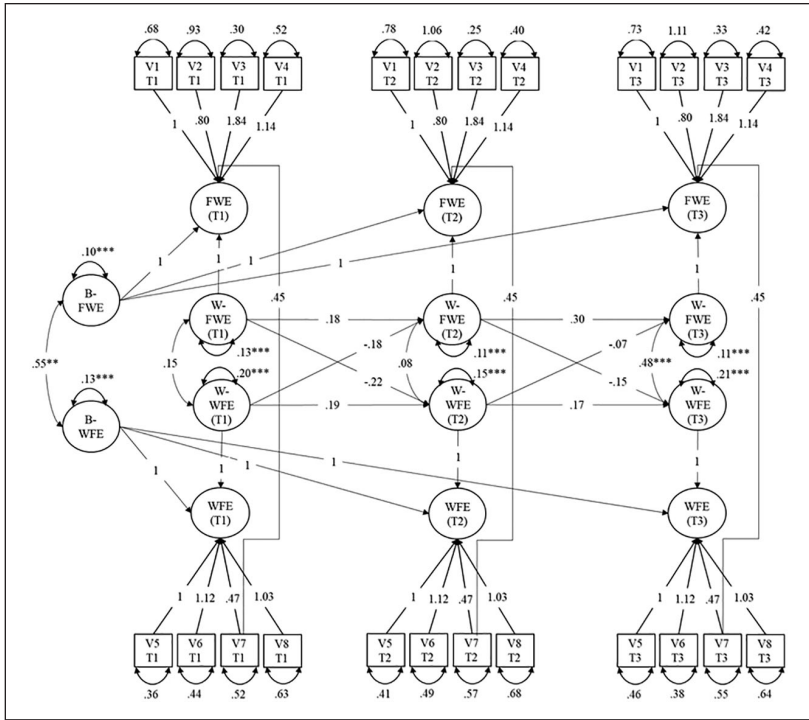 .68 .93 .30 .52 .78 1.06 .25 .40 .73 1.11 .33 .42
V1 V2 V3 V4 V1 V2 V3 V4 V1 V2 V3 V4
T1 T1 T1 T1 T2 T2 T2 T2 T3 T3 T3 T3
1 .80 1.84 1.14 1 .80 1.84 1.14 1 .80 1.84 1.14
FWE FWE FWE
(T1) (T2) (T3)
.10***
1 1 1 1 1 1
B-
FWE
.45 .45 .45
W- W- W-
FWE .18 FWE .30 FWE
(T1) (T2) (T3)
-.18 -.07
.13*** .11*** .11***
.55** .15 .08 .48***
.20*** .15*** .21***
-.22 -.15
.13***
W- W- W-
WFE .19 WFE .17 WFE
(T1) (T2) (T3)
B-
WFE
1 1 1 1 1 1
WFE WFE WFE
(T1) (T2) (T3)
1 1.12 .47 1.03 1 1.12 .47 1.03 1 1.12 .47 1.03
V5 V6 V7 V8 V5 V6 V7 V8 V5 V6 V7 V8
T1 T1 T1 T1 T2 T2 T2 T2 T3 T3 T3 T3
.36 .44 .52 .63 .41 .49 .57 .68 .46 .38 .55 .64